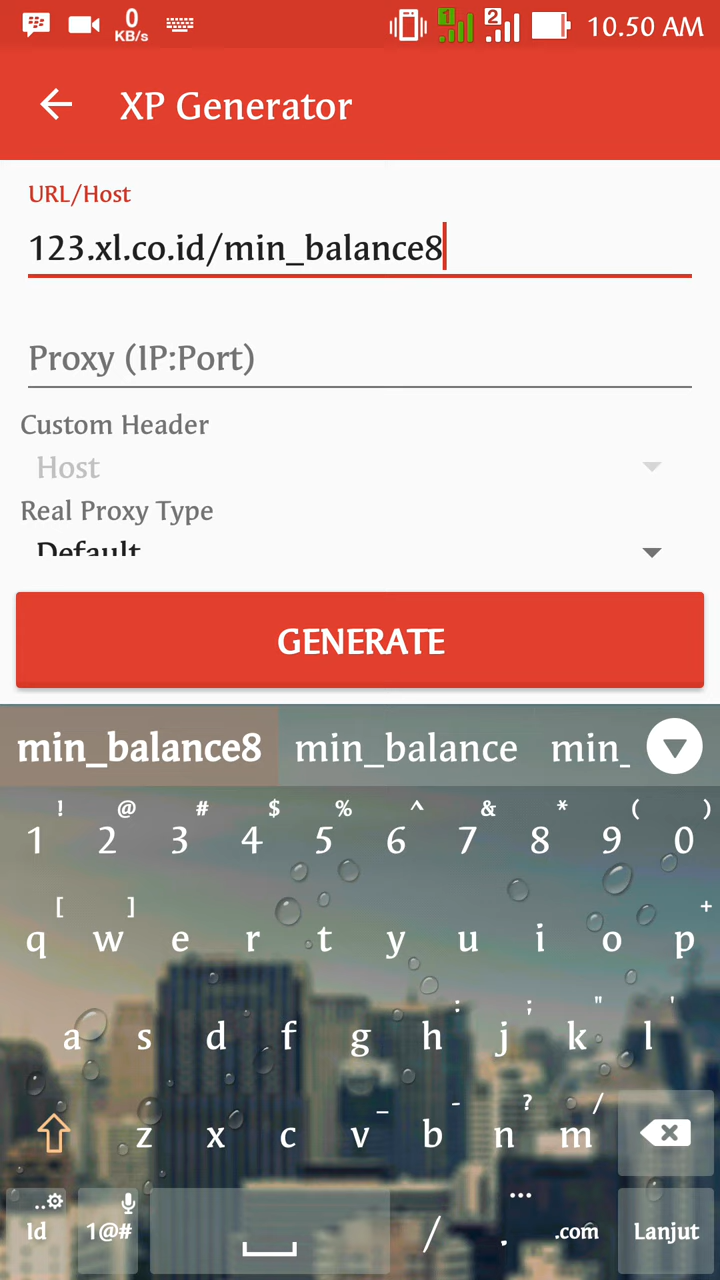 0
KB/s
1
2
10.50 AM
XP Generator
URL/Host
123.xl.co.id/min_balance8
Proxy (IP:Port)
Custom Header
Host
Real Proxy Type
Default
GENERATE
min_balance8 min_balance min_
! @ # $ % ^ & * ( )
1 2 3 4 5 6 7 8 9 0
[ ] +
q w e r t y u i o p
: ; " '
a s d f g h j k l
_ - ? /
z x c v b n m
.. ...
Id 1@# / . .com Lanjut